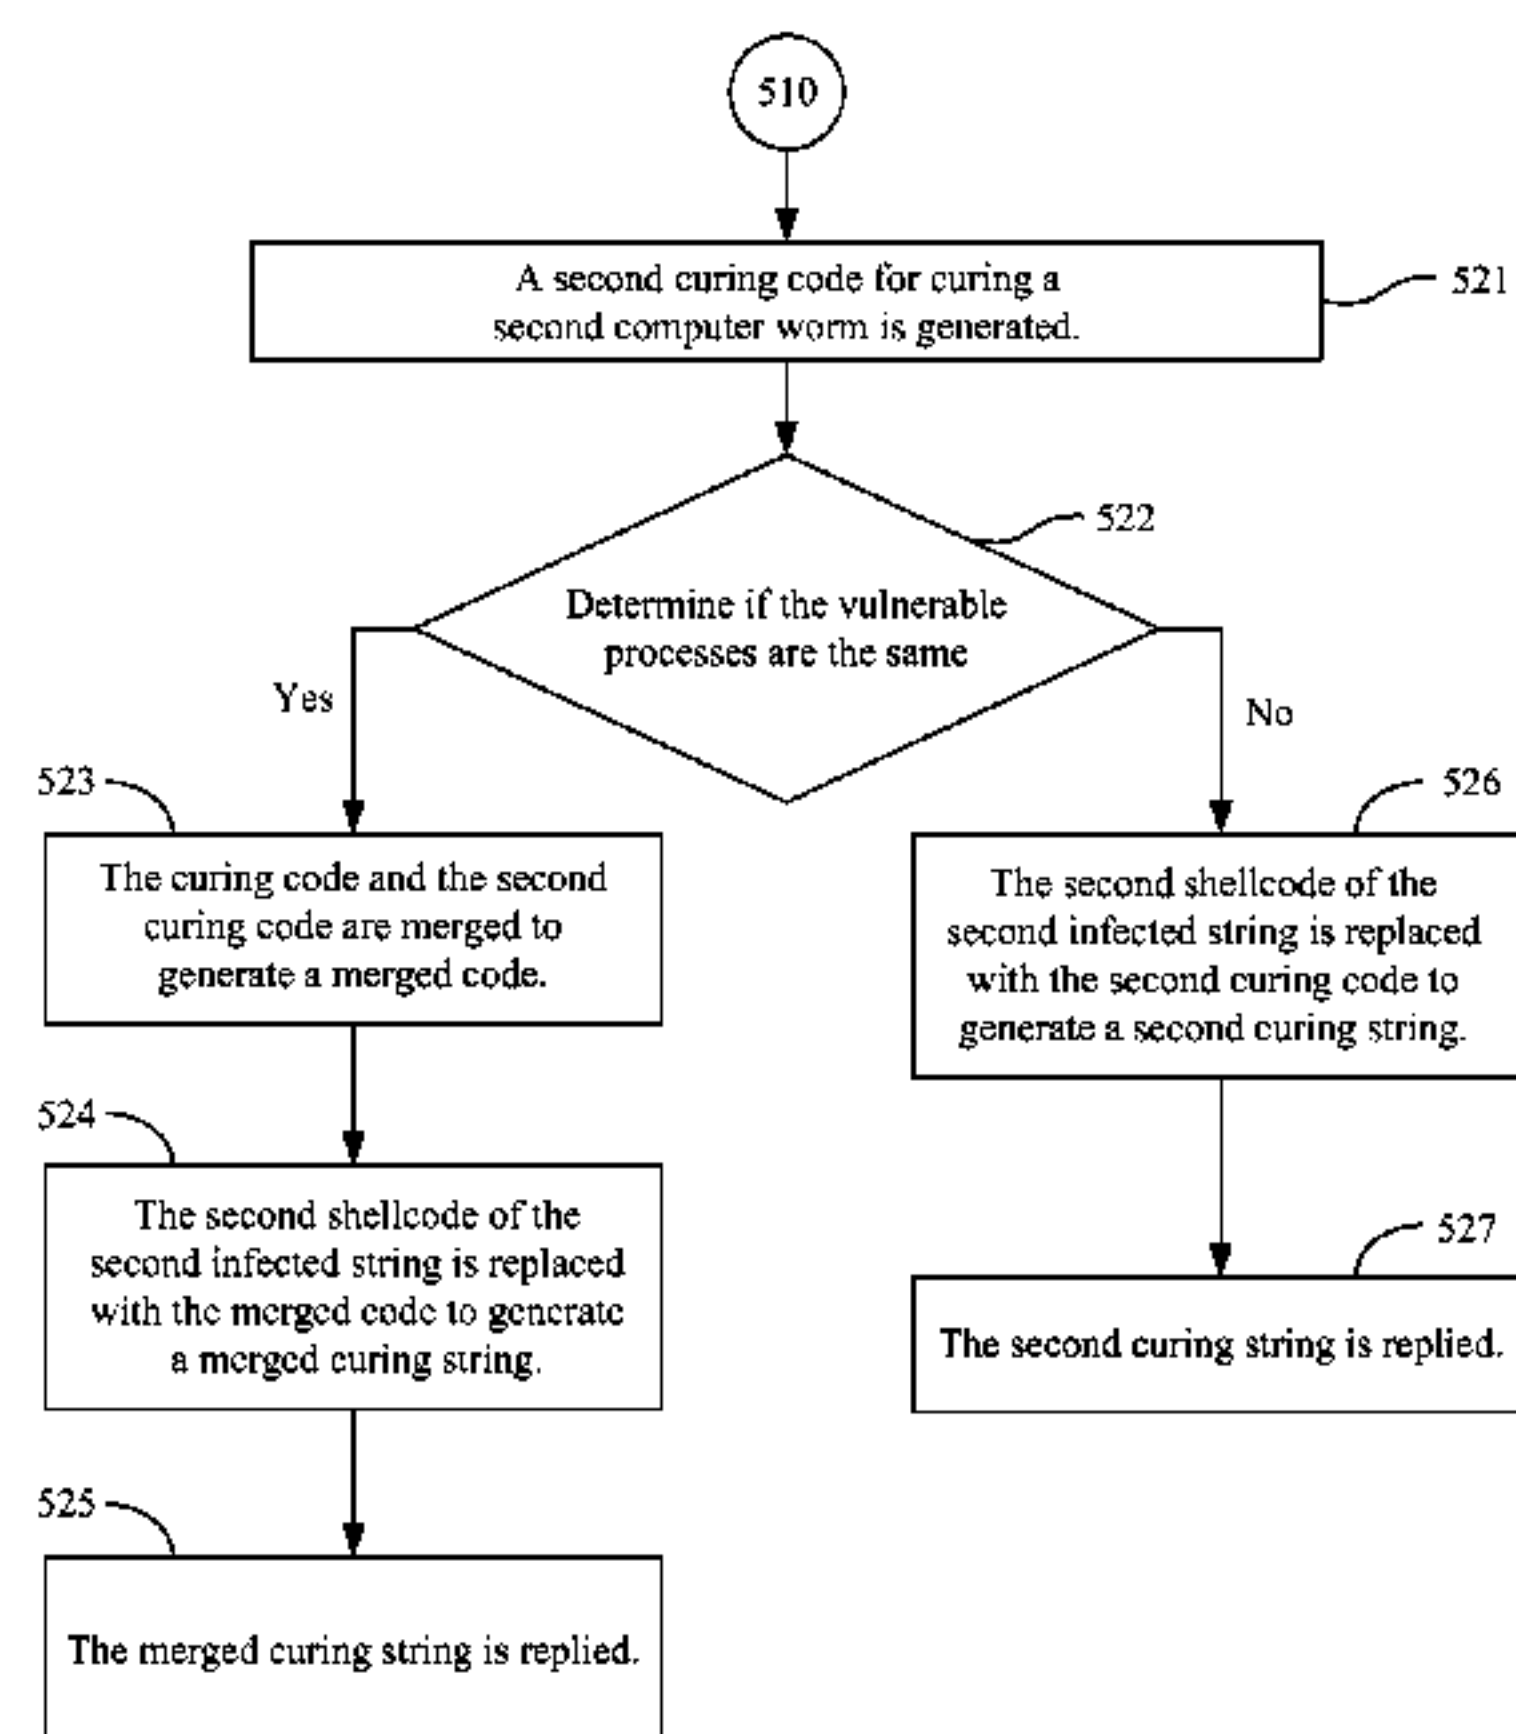 510
A second curing code for curing a
second computer worm is generated.
521
522
Determine if the vulnerable
processes are the same
Yes
No
523
The curing code and the second
curing code are merged to
generate a merged code.
526
The second shellcode of the
second infected string is replaced
with the second curing code to
generate a second curing string.
524
The second shellcode of the
second infected string is replaced
with the merged code to generate
a merged curing string.
527
The second curing string is replied.
525
The merged curing string is replied.